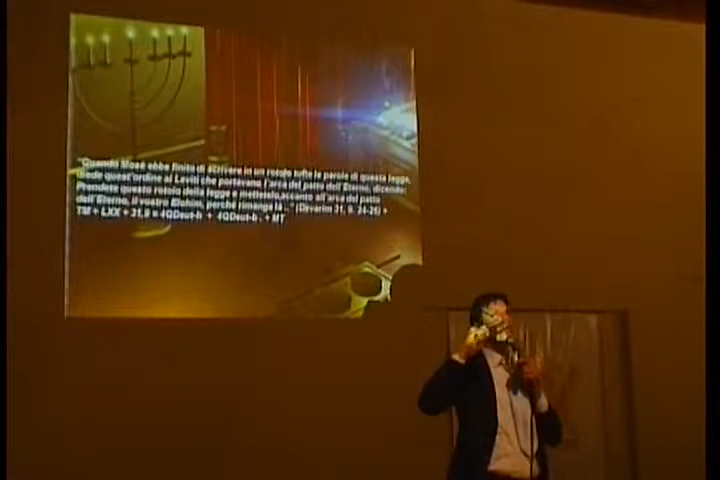 "Quando Mosè ebbe finito di scrivere in un rotolo tutte le parole di questa legge,
diede quest'ordine ai Leviti che portavano l'arca del patto dell'Eterno, dicendo:
Prendete questo rotolo della legge e mettetelo accanto all'arca del patto
dell'Eterno, il vostro Elohim, perché rimanga là..." (Devarim 31, 9. 24-26) +
TM + LXX + 31,9 = 4QDeut-h + 4QDeut-b . + MT